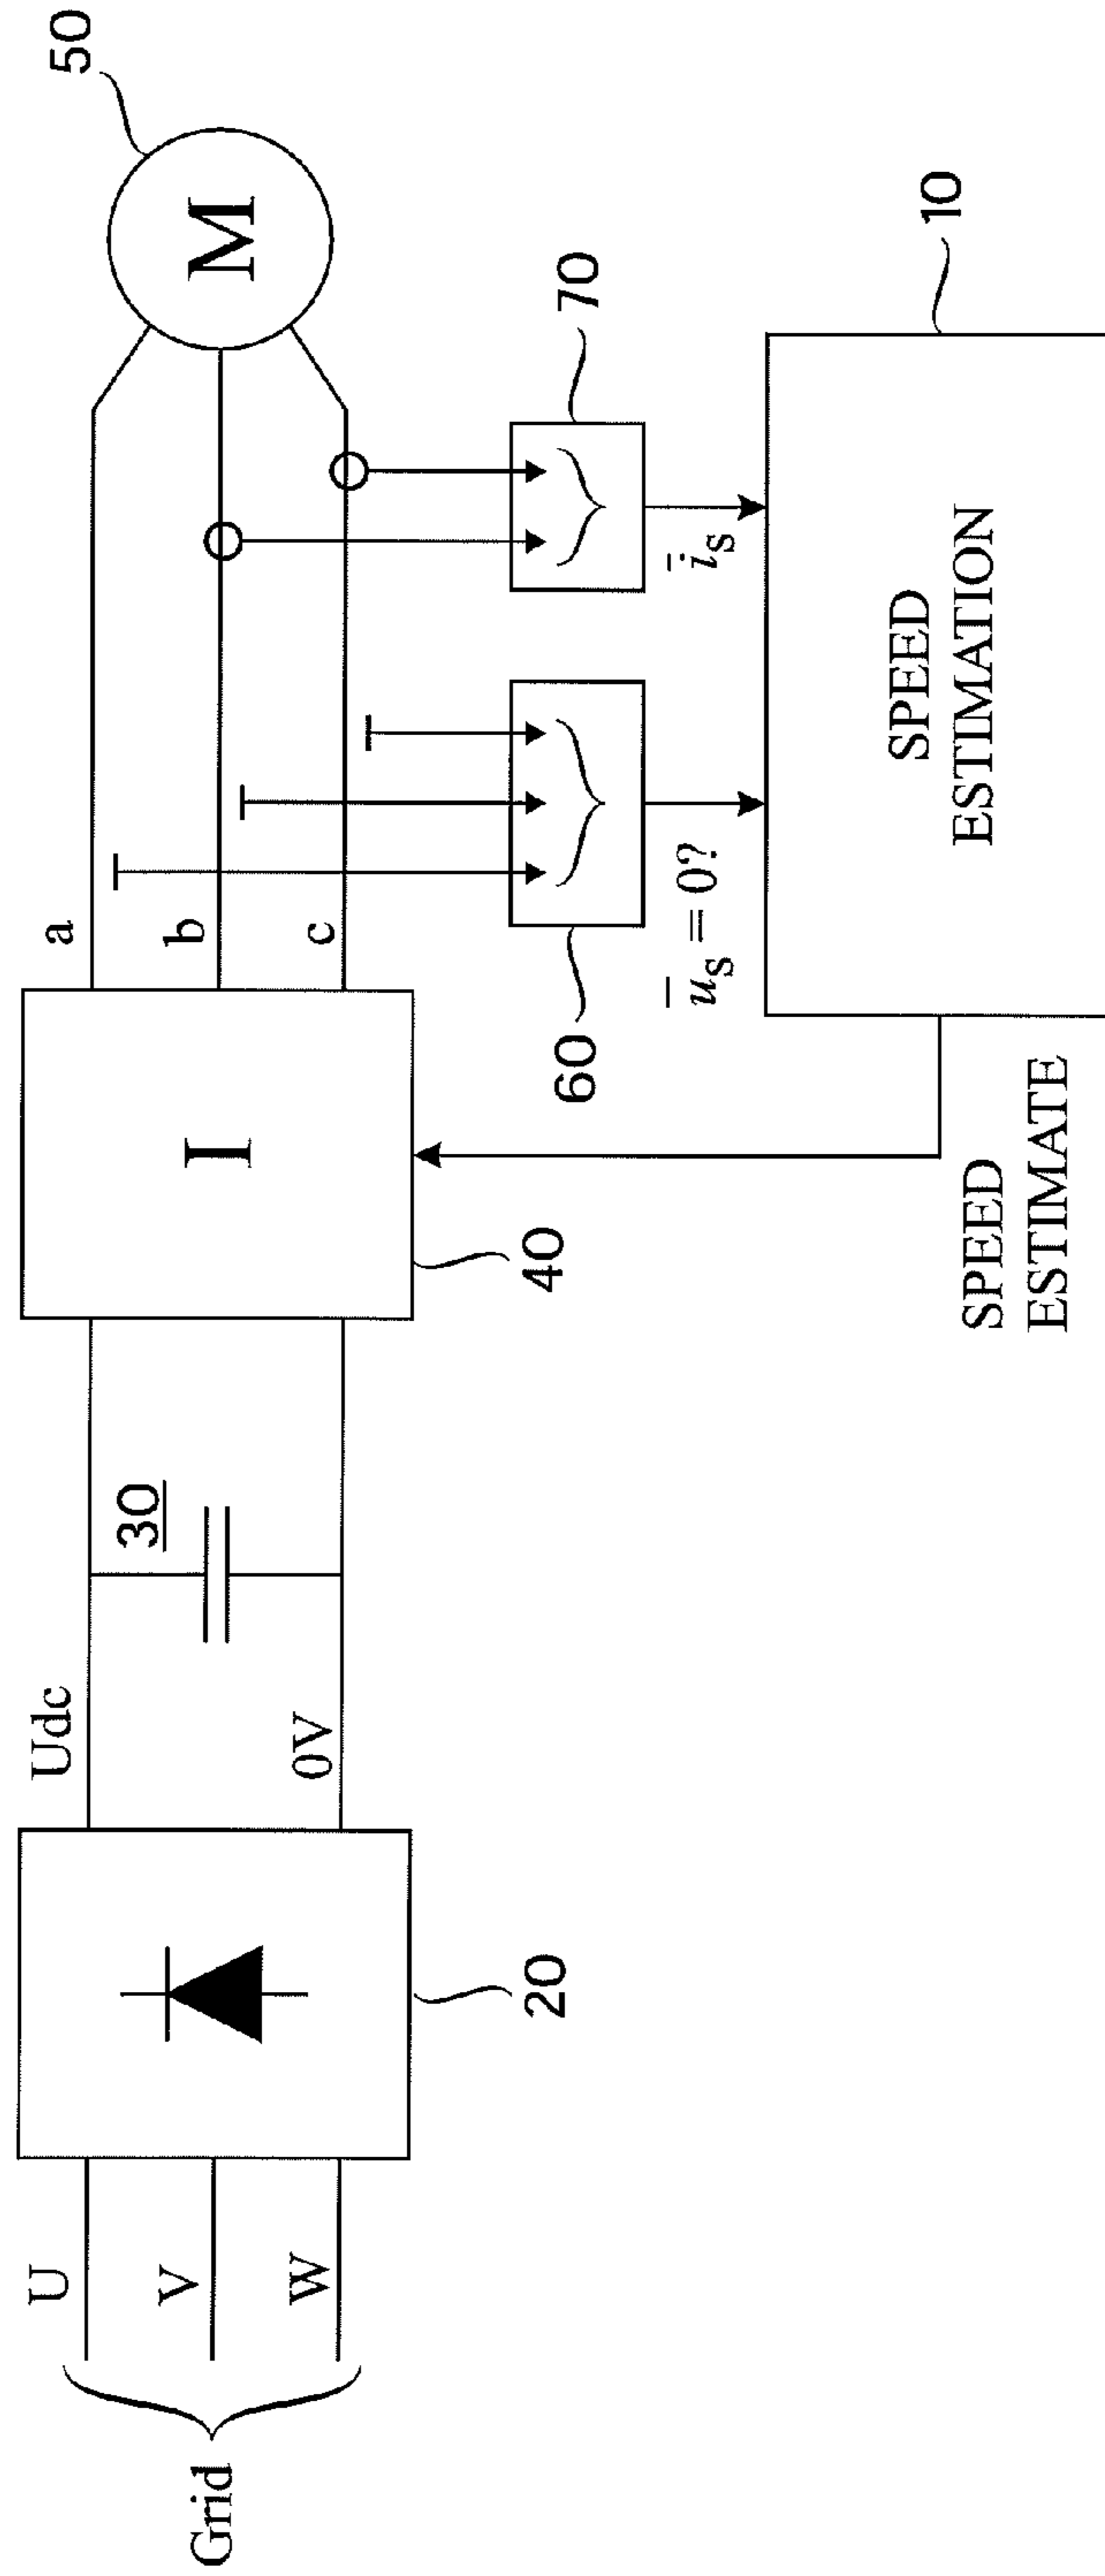 Grid
U
V
W
20
Udc
0V
30
I
40
a
b
c
M
50
60
70
u̅s = 0?
i̅s
SPEED
ESTIMATION
10
SPEED
ESTIMATE